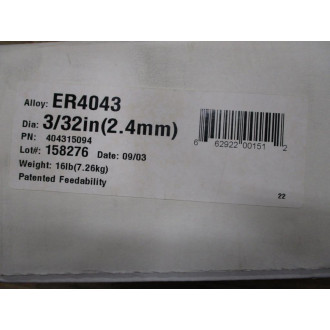 Alloy: ER4043
Dia: 3/32in(2.4mm)
PN: 404315094
Lot#: 158276 Date: 09/03
Weight: 16lb(7.26kg)
Patented Feedability
6 62922 00151 2
22